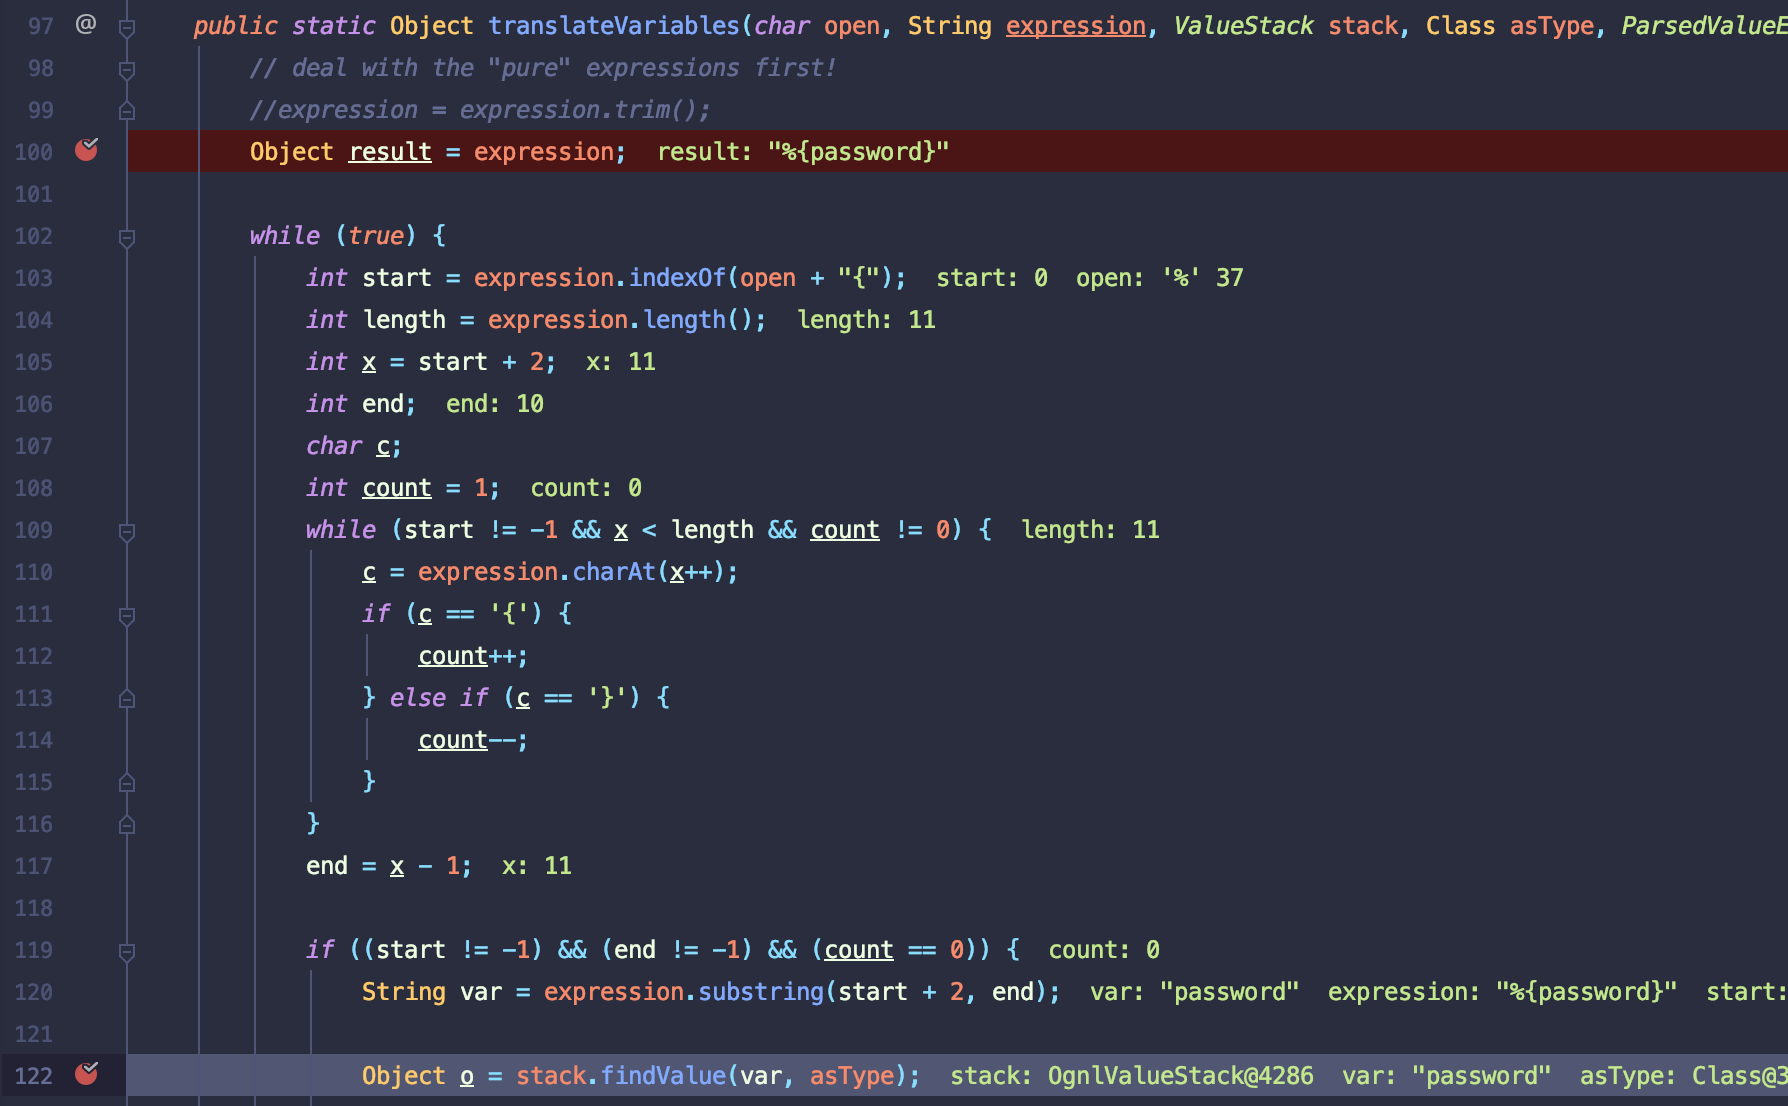 97 @ public static Object translateVariables(char open, String expression, ValueStack stack, Class asType, ParsedValueE
98 // deal with the "pure" expressions first!
99 //expression = expression.trim();
100 Object result = expression; result: "%{password}"
101
102 while (true) {
103 int start = expression.indexOf(open + "{"); start: 0 open: '%' 37
104 int length = expression.length(); length: 11
105 int x = start + 2; x: 11
106 int end; end: 10
107 char c;
108 int count = 1; count: 0
109 while (start != -1 && x < length && count != 0) { length: 11
110 c = expression.charAt(x++);
111 if (c == '{') {
112 count++;
113 } else if (c == '}') {
114 count--;
115 }
116 }
117 end = x - 1; x: 11
118
119 if ((start != -1) && (end != -1) && (count == 0)) { count: 0
120 String var = expression.substring(start + 2, end); var: "password" expression: "%{password}" start:
121
122 Object o = stack.findValue(var, asType); stack: OgnlValueStack@4286 var: "password" asType: Class@3